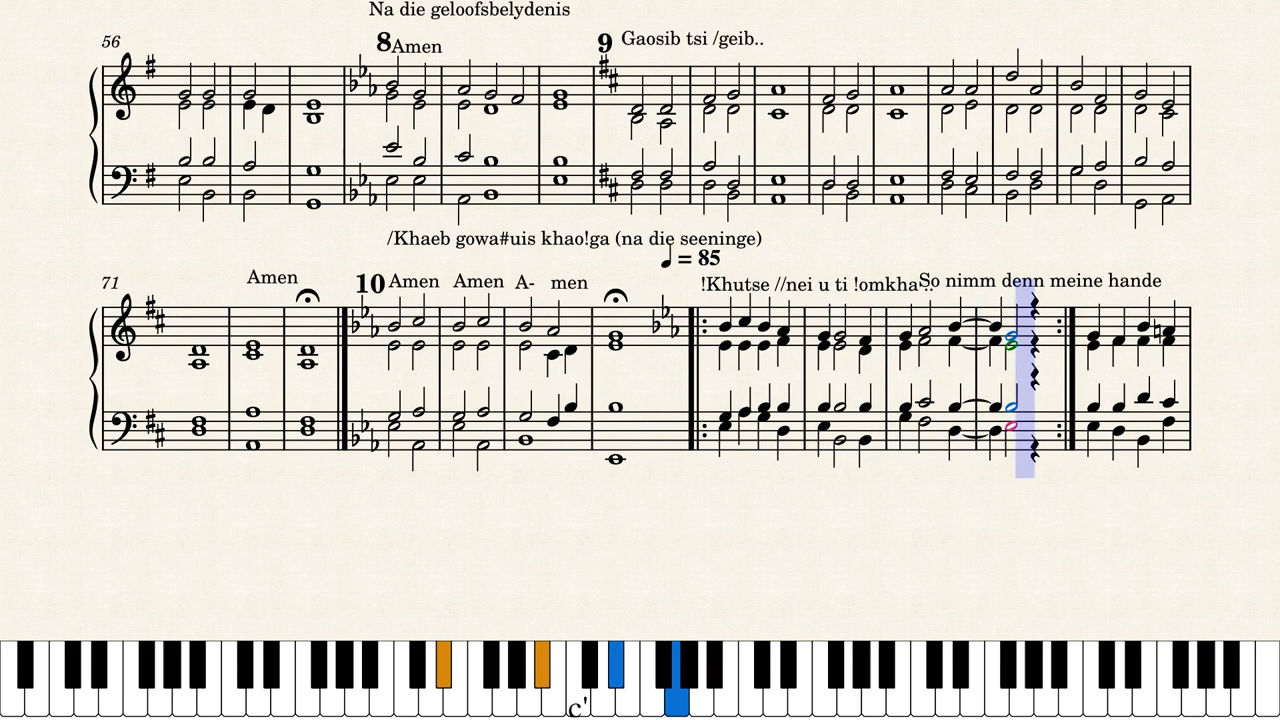 Na die geloofsbelydenis
56
8 Amen
9 Gaosib tsi /geib..
/Khaeb gowa#uis khao!ga (na die seeninge)
= 85
71
Amen
10 Amen Amen A- men
!Khutse //nei u ti !omkha..
So nimm denn meine hande
c'